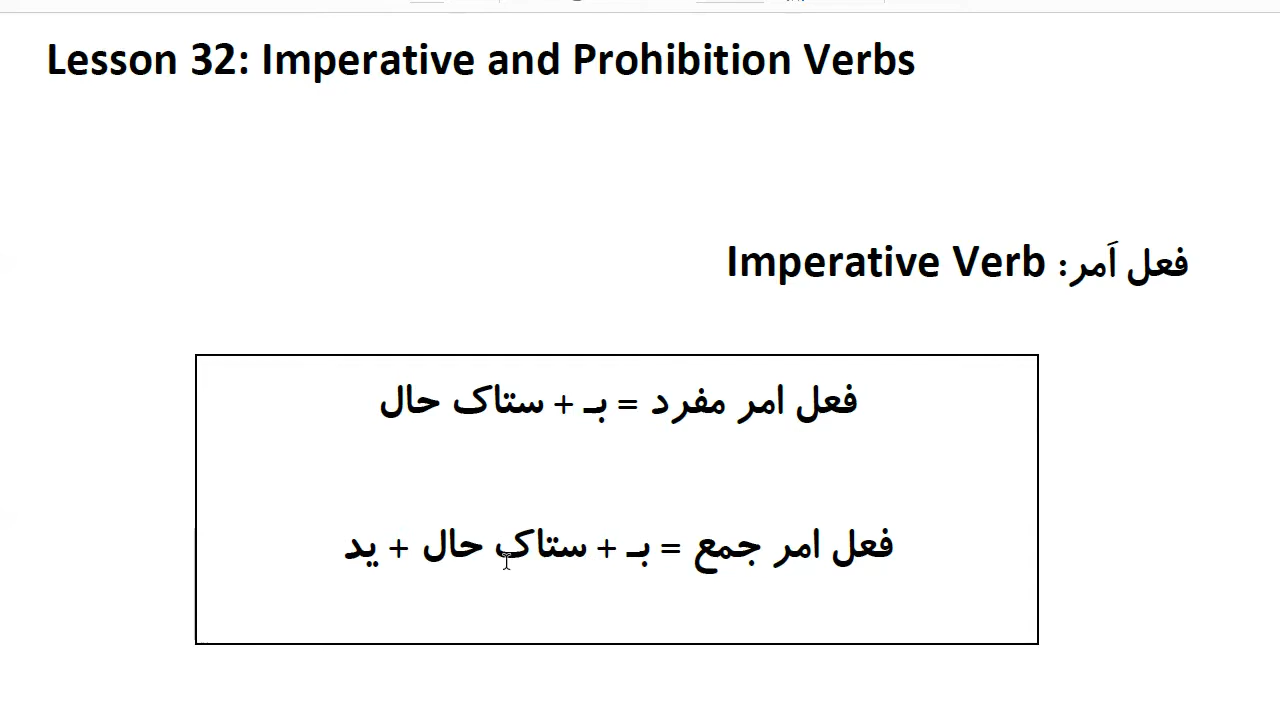 Lesson 32: Imperative and Prohibition Verbs
فعل اَمر: Imperative Verb
فعل امر مفرد = بـ + ستاک حال
فعل امر جمع = بـ + ستاک حال + ید